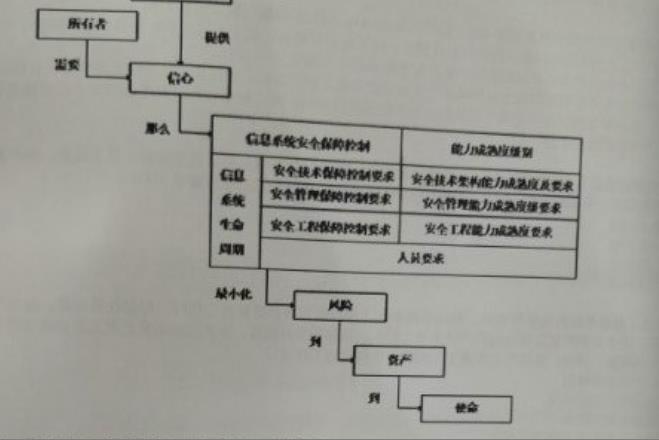 所有者
提供
需要
信心
那么
信息系统安全保障控制 能力成熟度级别
信息
系统
生命
周期
安全技术保障控制要求 安全技术架构能力成熟度及要求
安全管理保障控制要求 安全管理能力成熟度级要求
安全工程保障控制要求 安全工程能力成熟度要求
人员要求
最小化
风险
到
资产
到
使命